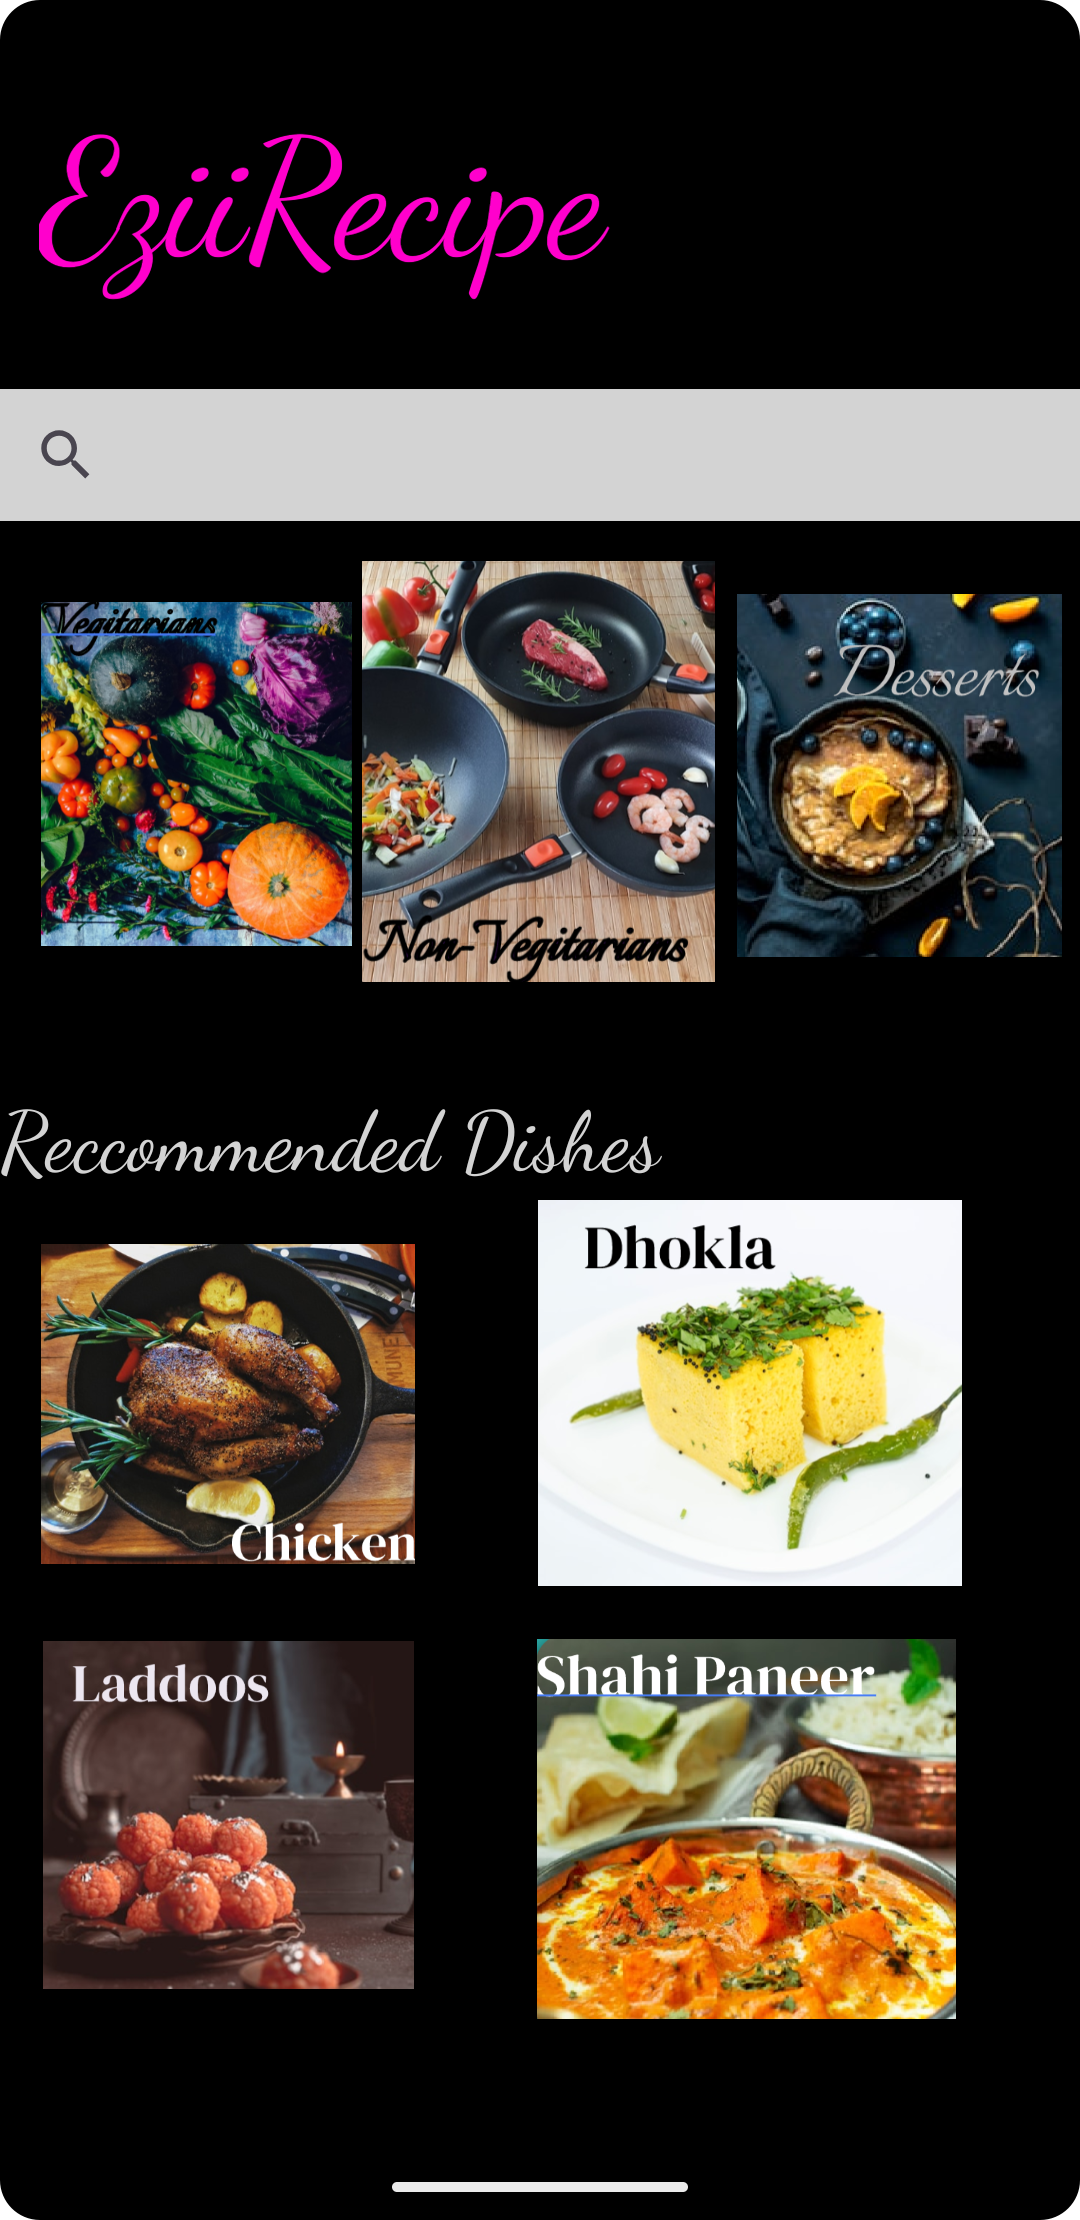 EziiRecipe
Vegitarians
Non-Vegitarians
Desserts
Reccommended Dishes
Chicken
Dhokla
Laddoos
Shahi Paneer